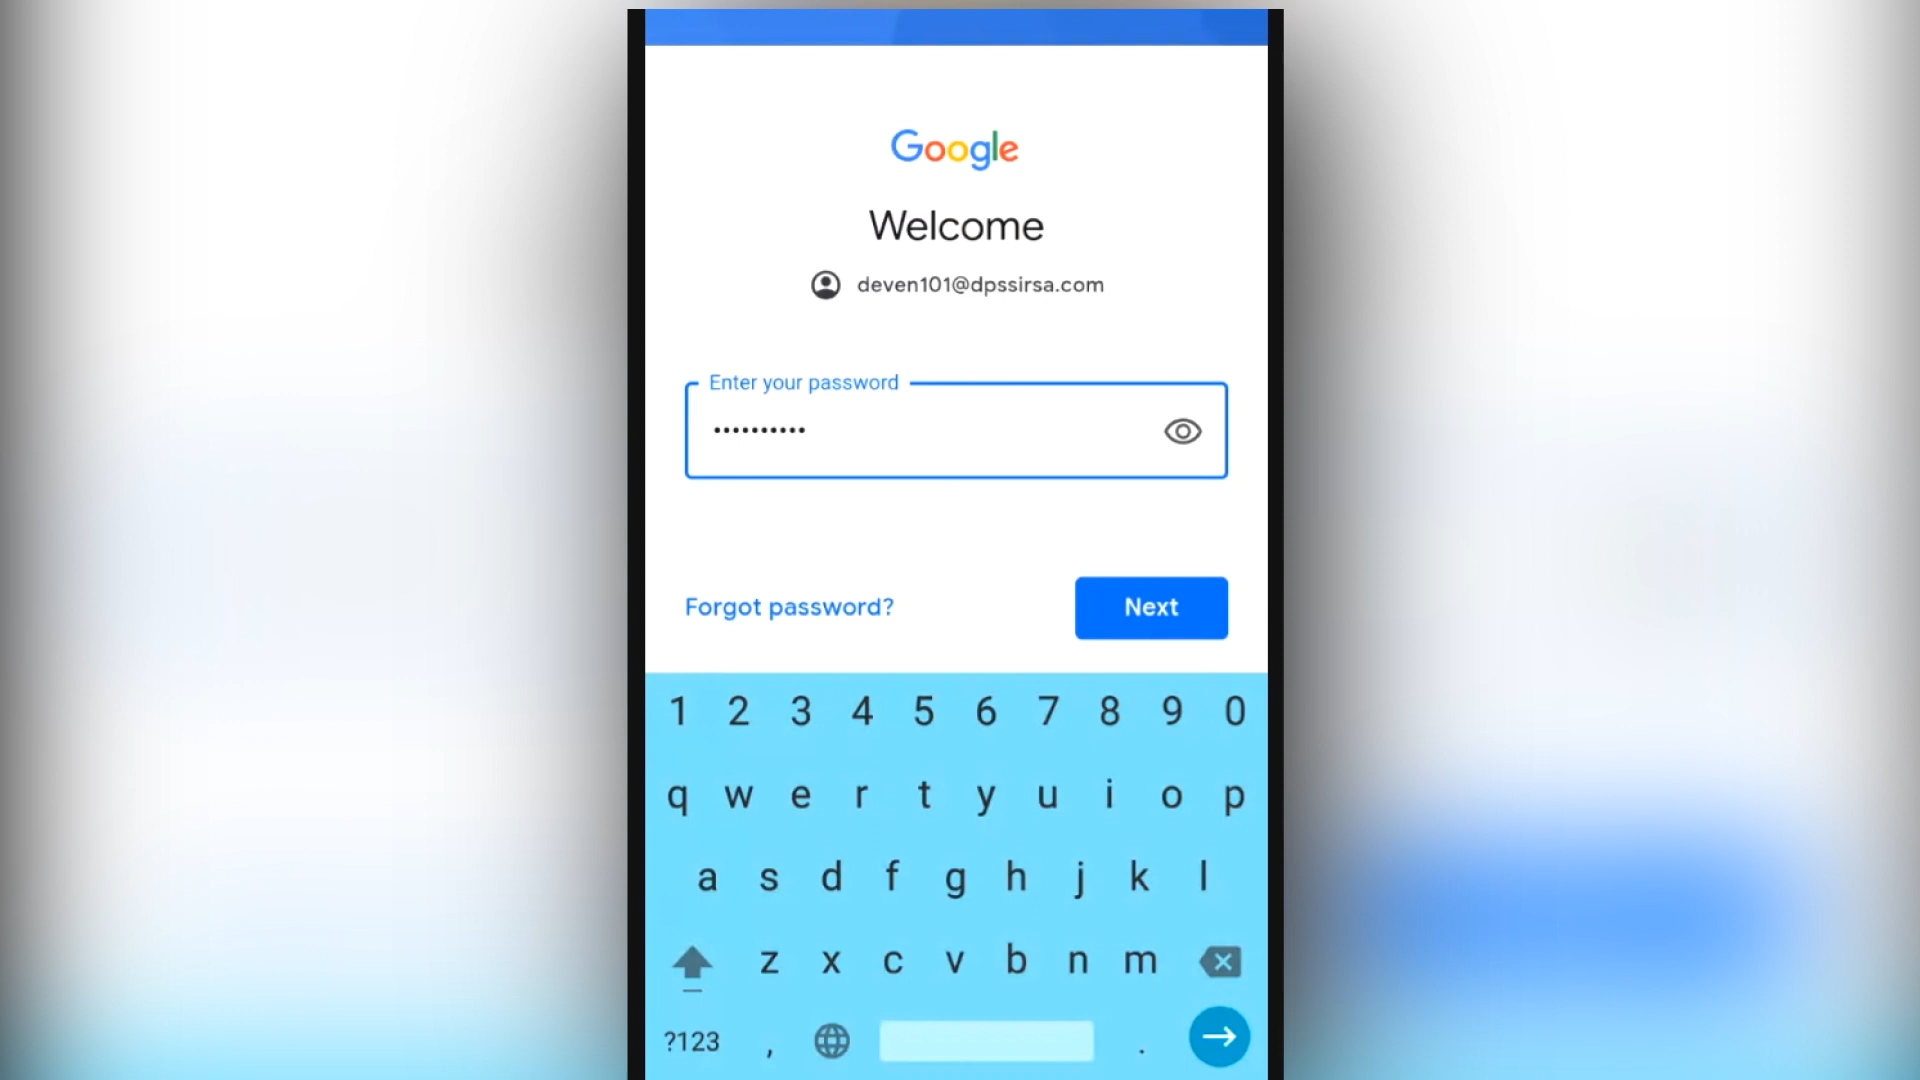 Google
Welcome
deven101@dpssirsa.com
Enter your password
••••••••••
Forgot password?
Next
1 2 3 4 5 6 7 8 9 0
q w e r t y u i o p
a s d f g h j k l
z x c v b n m
?123 , .